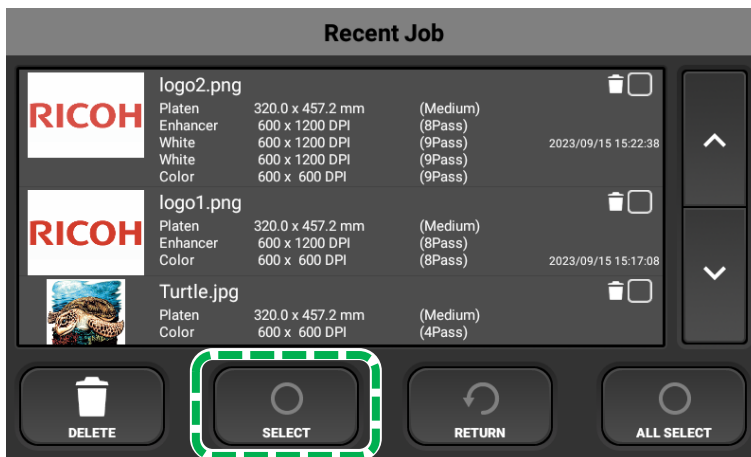 Recent Job
RICOH
logo2.png
Platen 320.0 x 457.2 mm (Medium)
Enhancer 600 x 1200 DPI (8Pass)
White 600 x 1200 DPI (9Pass) 2023/09/15 15:22:38
White 600 x 1200 DPI (9Pass)
Color 600 x 600 DPI (9Pass)
RICOH
logo1.png
Platen 320.0 x 457.2 mm (Medium)
Enhancer 600 x 1200 DPI (8Pass)
Color 600 x 600 DPI (8Pass) 2023/09/15 15:17:08
Turtle.jpg
Platen 320.0 x 457.2 mm (Medium)
Color 600 x 600 DPI (4Pass)
DELETE SELECT RETURN ALL SELECT